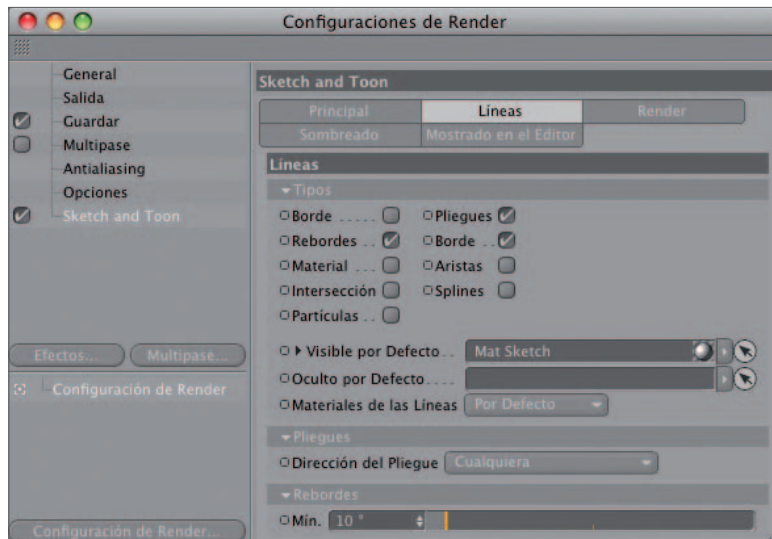 Configuraciones de Render
General
Salida
Guardar
Multipase
Antialiasing
Opciones
Sketch and Toon
Efectos...
Multipase...
Configuración de Render
Configuración de Render...
Sketch and Toon
Principal
Líneas
Render
Sombreado
Mostrado en el Editor
Líneas
Tipos
Borde .....
Pliegues
Rebordes ..
Borde ..
Material ...
Aristas
Intersección
Splines
Partículas ..
Visible por Defecto..
Mat Sketch
Oculto por Defecto....
Materiales de las Líneas
Por Defecto
Pliegues
Dirección del Pliegue
Cualquiera
Rebordes
Mín.
10 °